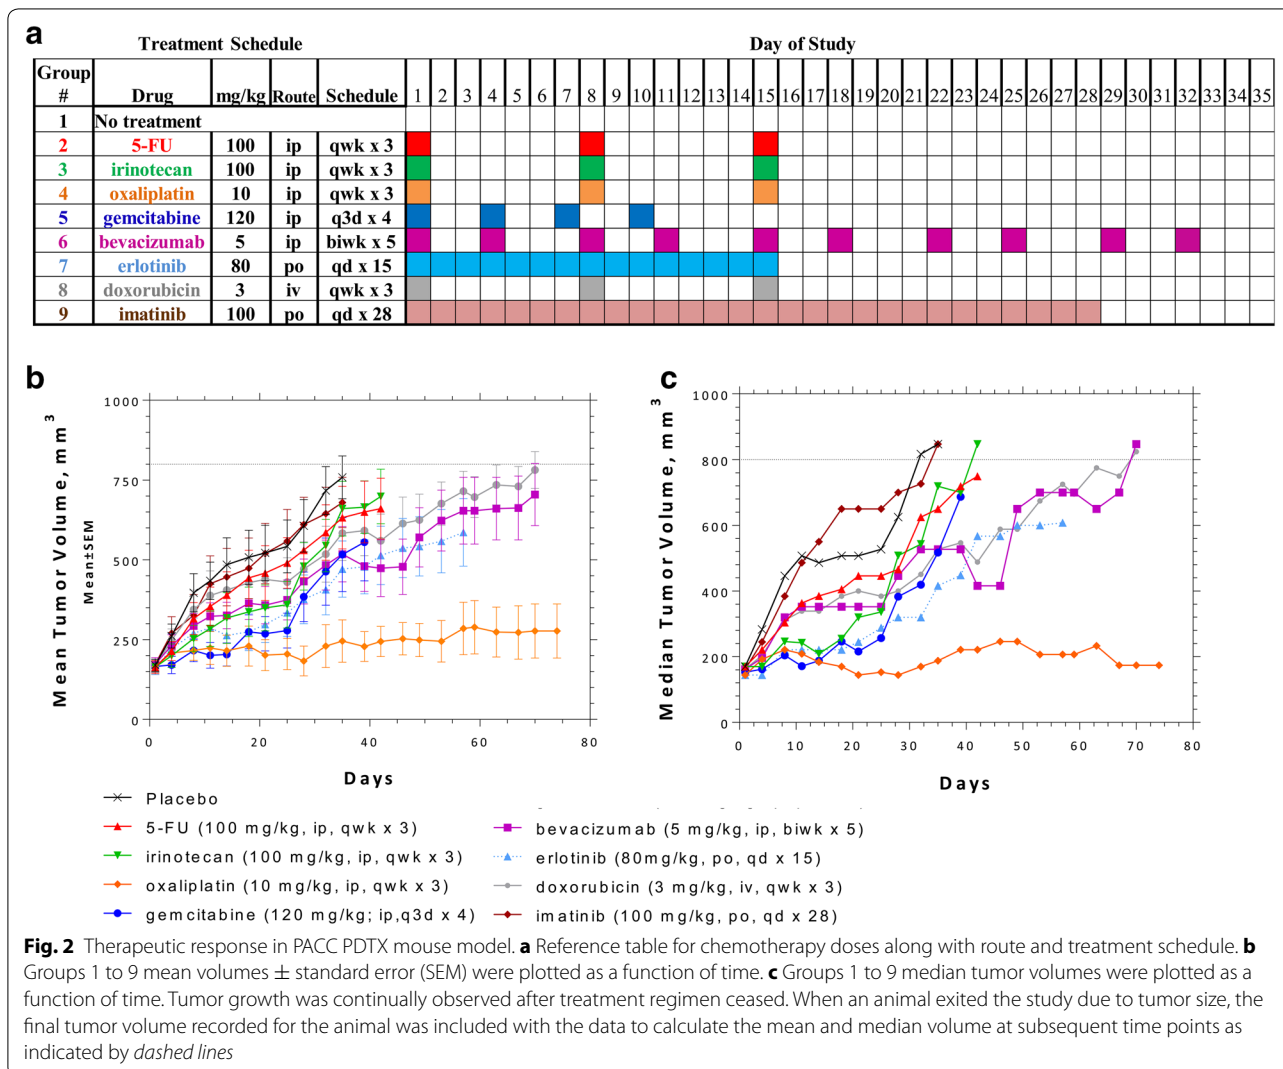 a
Treatment Schedule Day of Study
Group # Drug mg/kg Route Schedule 1 2 3 4 5 6 7 8 9 10 11 12 13 14 15 16 17 18 19 20 21 22 23 24 25 26 27 28 29 30 31 32 33 34 35
1 No treatment
2 5-FU 100 ip qwk x 3
3 irinotecan 100 ip qwk x 3
4 oxaliplatin 10 ip qwk x 3
5 gemcitabine 120 ip q3d x 4
6 bevacizumab 5 ip biwk x 5
7 erlotinib 80 po qd x 15
8 doxorubicin 3 iv qwk x 3
9 imatinib 100 po qd x 28
b
Mean Tumor Volume, mm 3
Mean±SEM
1000
750
500
250
0
0 20 40 60 80
Days
c
Median Tumor Volume, mm 3
1000
800
600
400
200
0
0 10 20 30 40 50 60 70 80
Days
Placebo
5-FU (100 mg/kg, ip, qwk x 3)
irinotecan (100 mg/kg, ip, qwk x 3)
oxaliplatin (10 mg/kg, ip, qwk x 3)
gemcitabine (120 mg/kg; ip,q3d x 4)
bevacizumab (5 mg/kg, ip, biwk x 5)
erlotinib (80mg/kg, po, qd x 15)
doxorubicin (3 mg/kg, iv, qwk x 3)
imatinib (100 mg/kg, po, qd x 28)
Fig. 2 Therapeutic response in PACC PDTX mouse model. a Reference table for chemotherapy doses along with route and treatment schedule. b
Groups 1 to 9 mean volumes ± standard error (SEM) were plotted as a function of time. c Groups 1 to 9 median tumor volumes were plotted as a
function of time. Tumor growth was continually observed after treatment regimen ceased. When an animal exited the study due to tumor size, the
final tumor volume recorded for the animal was included with the data to calculate the mean and median volume at subsequent time points as
indicated by dashed lines